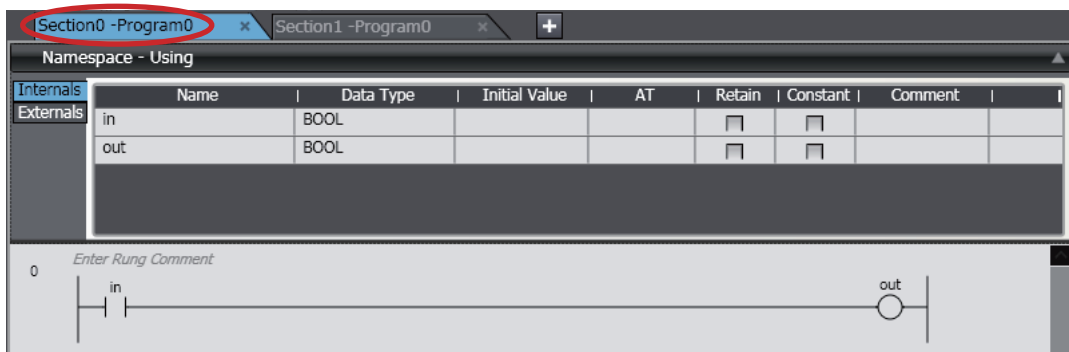 Section0 -Program0 × Section1 -Program0 × +
Namespace - Using
Internals
Externals
Name | Data Type | Initial Value | AT | Retain | Constant | Comment |
in BOOL
out BOOL
Enter Rung Comment
0
in out